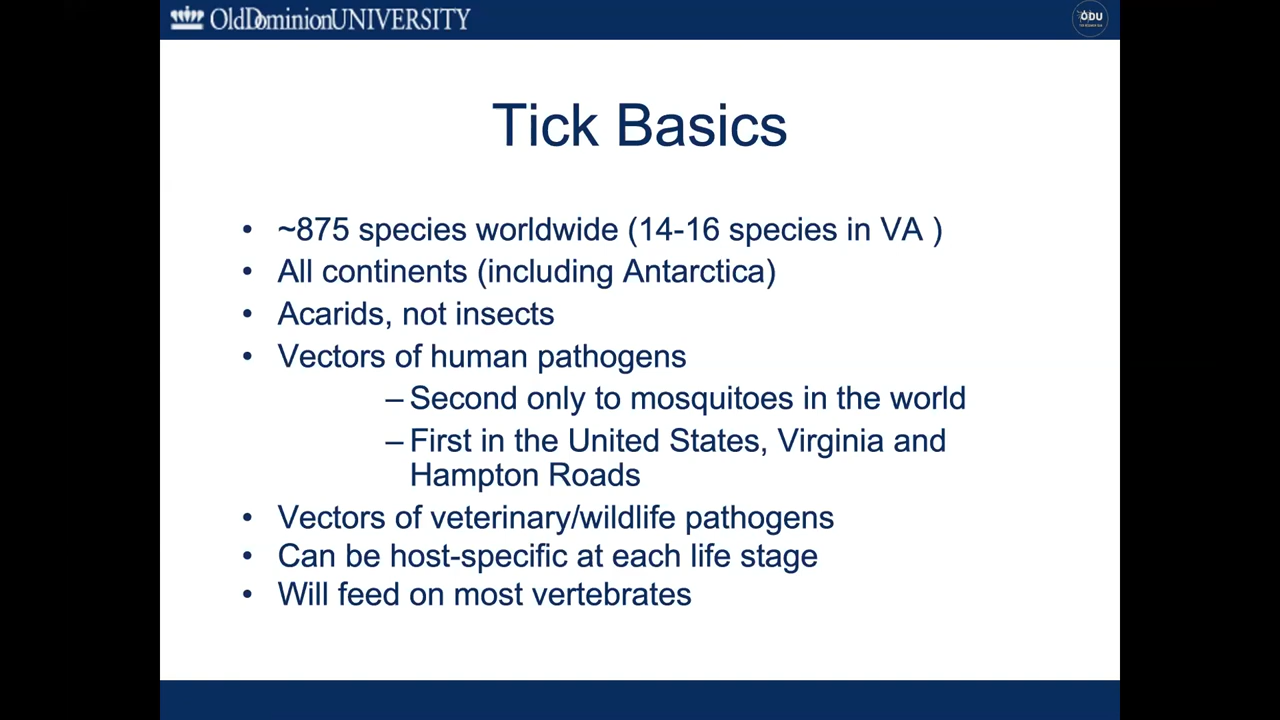 OldDominionUNIVERSITY
ODU
Tick Basics
• ~875 species worldwide (14-16 species in VA )
• All continents (including Antarctica)
• Acarids, not insects
• Vectors of human pathogens
– Second only to mosquitoes in the world
– First in the United States, Virginia and
Hampton Roads
• Vectors of veterinary/wildlife pathogens
• Can be host-specific at each life stage
• Will feed on most vertebrates